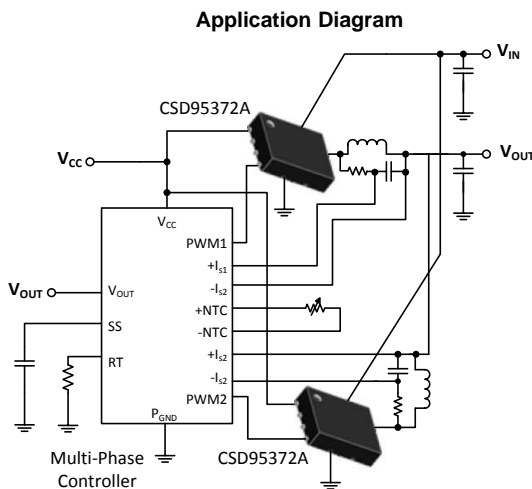 Application Diagram
V_IN
CSD95372A
V_CC
V_OUT
V_CC
PWM1
+I_s1
-I_s2
V_OUT
V_OUT
+NTC
SS
-NTC
RT
+I_s2
-I_s2
PWM2
P_GND
Multi-Phase
Controller
CSD95372A